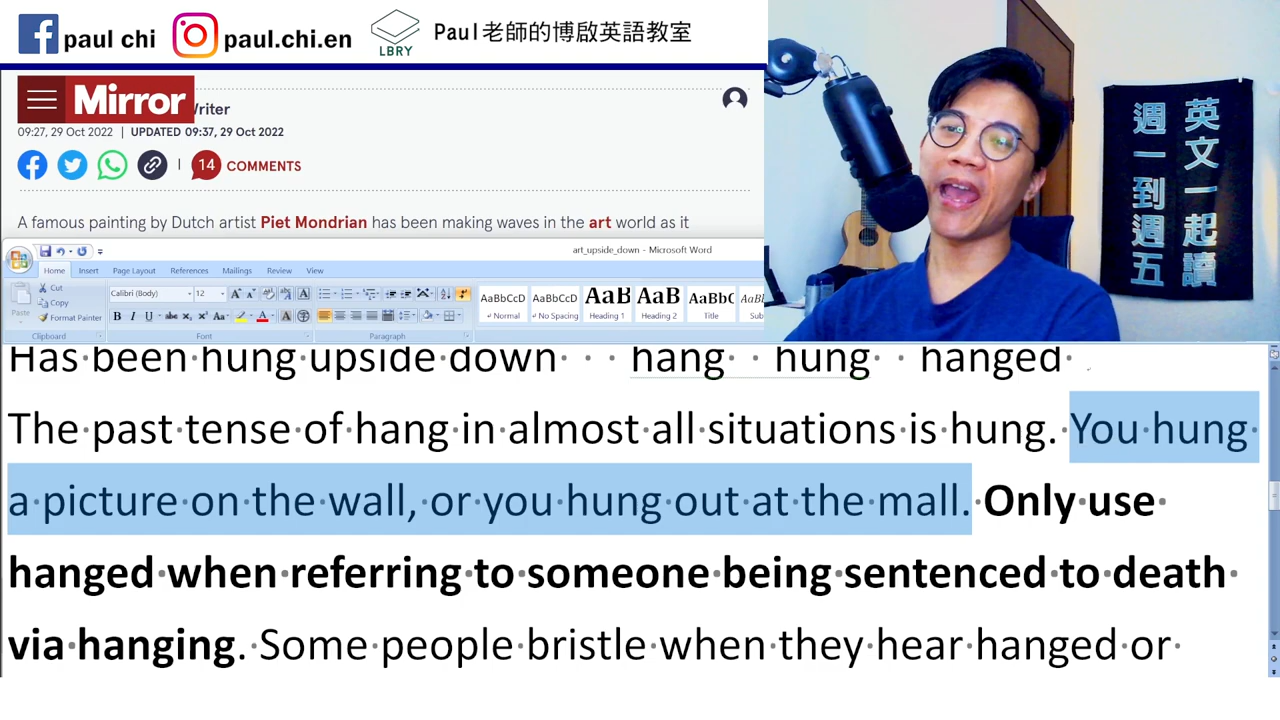 paul chi
paul.chi.en
LBRY
Paul老師的博啟英語教室
Mirror
Writer
09:27, 29 Oct 2022 | UPDATED 09:37, 29 Oct 2022
14 COMMENTS
A famous painting by Dutch artist Piet Mondrian has been making waves in the art world as it
art_upside_down - Microsoft Word
Home Insert Page Layout References Mailings Review View
Paste
Cut
Copy
Format Painter
Clipboard
Calibri (Body) 12
Font
Paragraph
AaBbCcD AaBbCcD AaB AaB AaBbC AaB
Normal No Spacing Heading 1 Heading 2 Title Sub
Has been hung upside down hang hung hanged
The past tense of hang in almost all situations is hung. You hung
a picture on the wall, or you hung out at the mall. Only use
hanged when referring to someone being sentenced to death
via hanging. Some people bristle when they hear hanged or
英文一起讀
週一到週五